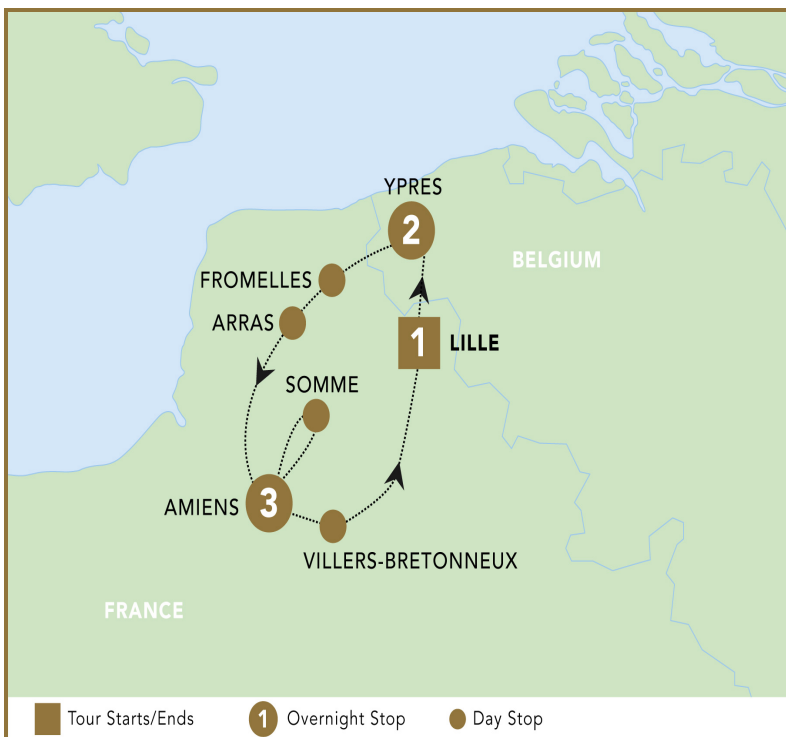 YPRES
2
BELGIUM
FROMELLES
ARRAS
1 LILLE
SOMME
AMIENS 3
VILLERS-BRETONNEUX
FRANCE
Tour Starts/Ends 1 Overnight Stop Day Stop